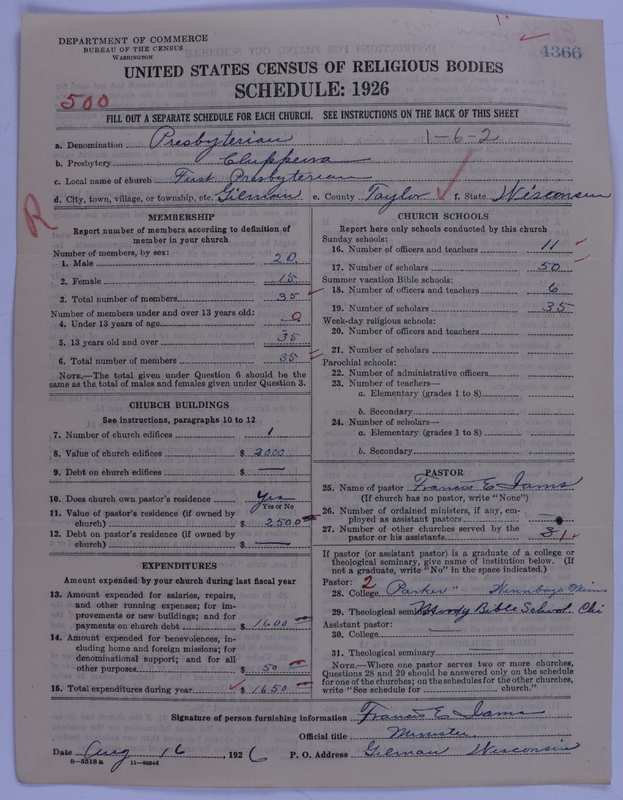 DEPARTMENT OF COMMERCE
BUREAU OF THE CENSUS
WASHINGTON
4366
UNITED STATES CENSUS OF RELIGIOUS BODIES
SCHEDULE: 1926
500
FILL OUT A SEPARATE SCHEDULE FOR EACH CHURCH. SEE INSTRUCTIONS ON THE BACK OF THIS SHEET
1-6-2
a. Denomination Presbyterian
b. Presbytery Chippewa
c. Local name of church First Presbyterian
d. City, town, village, or township, etc. Gilman e. County Taylor f. State Wisconsin
R
MEMBERSHIP
Report number of members according to definition of
member in your church
Number of members, by sex:
1. Male 20
2. Female 15
3. Total number of members 35
Number of members under and over 13 years old:
4. Under 13 years of age 0
5. 13 years old and over 35
6. Total number of members 35
NOTE.—The total given under Question 6 should be the
same as the total of males and females given under Question 3.
CHURCH BUILDINGS
See instructions, paragraphs 10 to 12
7. Number of church edifices 1
8. Value of church edifices $ 2000
9. Debt on church edifices $ —
10. Does church own pastor's residence Yes
Yes or No
11. Value of pastor's residence (if owned by
church) $ 2500
12. Debt on pastor's residence (if owned by
church) $ —
EXPENDITURES
Amount expended by your church during last fiscal year
13. Amount expended for salaries, repairs,
and other running expenses; for im-
provements or new buildings; and for
payments on church debt $ 1600
14. Amount expended for benevolences, in-
cluding home and foreign missions; for
denominational support; and for all
other purposes $ 50
15. Total expenditures during year $ 1650
CHURCH SCHOOLS
Report here only schools conducted by this church
Sunday schools:
16. Number of officers and teachers 11
17. Number of scholars 50
Summer vacation Bible schools:
18. Number of officers and teachers 6
19. Number of scholars 35
Week-day religious schools:
20. Number of officers and teachers
21. Number of scholars
Parochial schools:
22. Number of administrative officers
23. Number of teachers—
a. Elementary (grades 1 to 8)
b. Secondary
24. Number of scholars—
a. Elementary (grades 1 to 8)
b. Secondary
PASTOR
25. Name of pastor Francis E Iams
(If church has no pastor, write "None")
26. Number of ordained ministers, if any, em-
ployed as assistant pastors —
27. Number of other churches served by the
pastor or his assistants 1
If pastor (or assistant pastor) is a graduate of a college or
theological seminary, give name of institution below. (If
not a graduate, write "No" in the space indicated.)
Pastor: 2
28. College Parker
29. Theological seminary Moody Bible School Chi
Assistant pastor:
30. College
31. Theological seminary
NOTE.—Where one pastor serves two or more churches,
Questions 28 and 29 should be answered only on the schedule
for one of the churches; on the schedules for the other churches,
write "See schedule for church."
Signature of person furnishing information Francis E Iams
Official title Minister
Date Aug 16 1926 P. O. Address Gilman Wisconsin
8-5518a